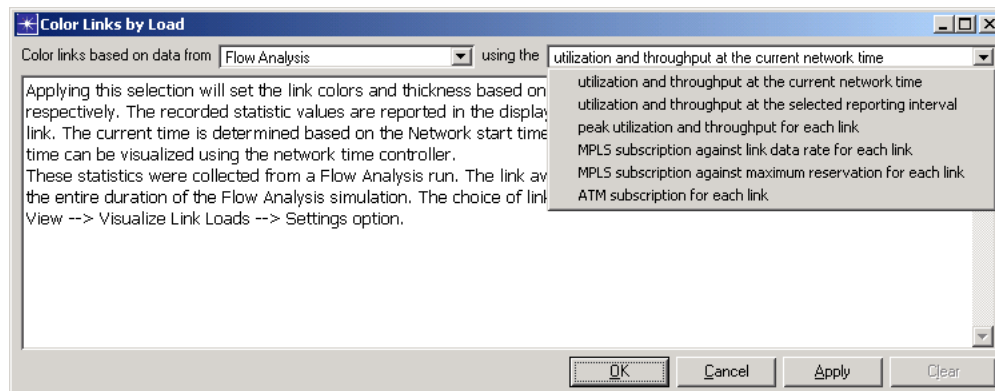 Color Links by Load
Color links based on data from Flow Analysis using the utilization and throughput at the current network time
utilization and throughput at the current network time
utilization and throughput at the selected reporting interval
peak utilization and throughput for each link
MPLS subscription against link data rate for each link
MPLS subscription against maximum reservation for each link
ATM subscription for each link
Applying this selection will set the link colors and thickness based on
respectively. The recorded statistic values are reported in the
link. The current time is determined based on the Network start
time can be visualized using the network time controller.
These statistics were collected from a Flow Analysis run. The link
the entire duration of the Flow Analysis simulation. The choice of
View --> Visualize Link Loads --> Settings option.
OK Cancel Apply Clear